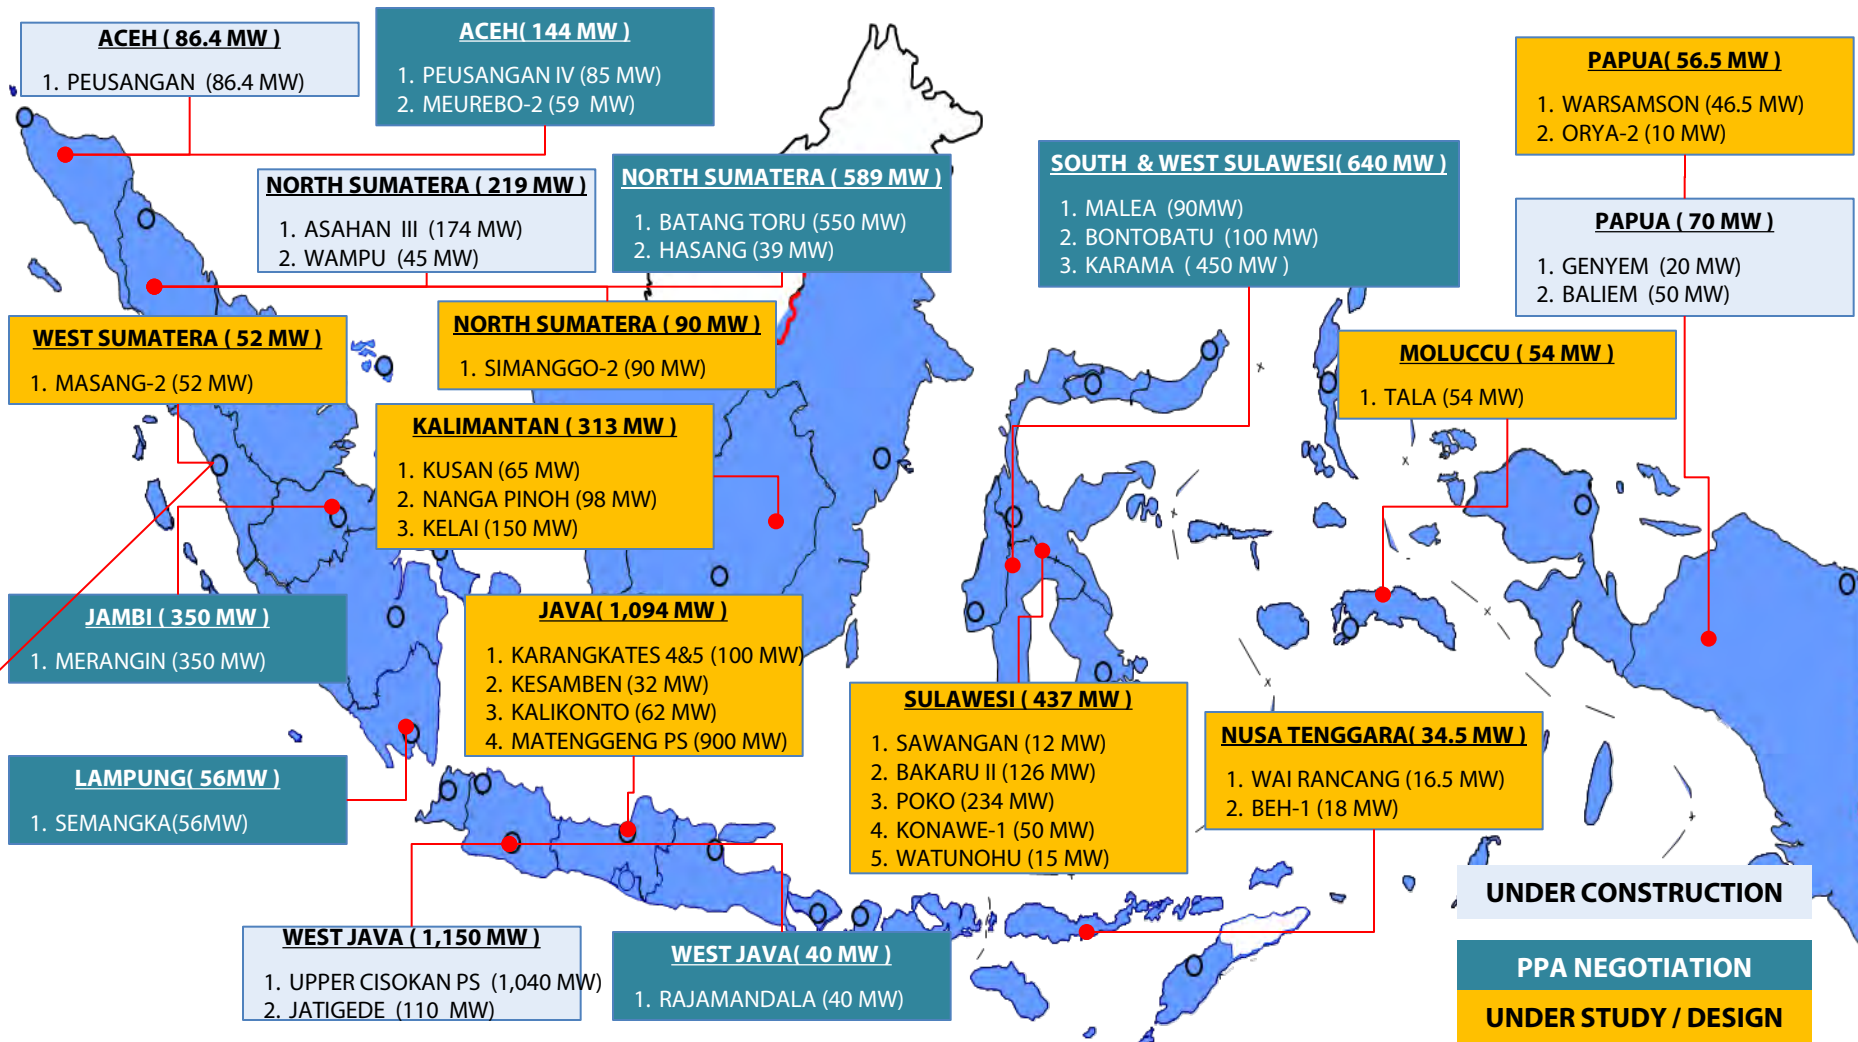 ACEH ( 86.4 MW )
1. PEUSANGAN (86.4 MW)
ACEH( 144 MW )
1. PEUSANGAN IV (85 MW)
2. MEUREBO-2 (59 MW)
PAPUA( 56.5 MW )
1. WARSAMSON (46.5 MW)
2. ORYA-2 (10 MW)
NORTH SUMATERA ( 219 MW )
1. ASAHAN III (174 MW)
2. WAMPU (45 MW)
NORTH SUMATERA ( 589 MW )
1. BATANG TORU (550 MW)
2. HASANG (39 MW)
SOUTH & WEST SULAWESI( 640 MW )
1. MALEA (90MW)
2. BONTOBATU (100 MW)
3. KARAMA ( 450 MW )
PAPUA ( 70 MW )
1. GENYEM (20 MW)
2. BALIEM (50 MW)
WEST SUMATERA ( 52 MW )
1. MASANG-2 (52 MW)
NORTH SUMATERA ( 90 MW )
1. SIMANGGO-2 (90 MW)
MOLUCCU ( 54 MW )
1. TALA (54 MW)
KALIMANTAN ( 313 MW )
1. KUSAN (65 MW)
2. NANGA PINOH (98 MW)
3. KELAI (150 MW)
JAMBI ( 350 MW )
1. MERANGIN (350 MW)
JAVA( 1,094 MW )
1. KARANGKATES 4&5 (100 MW)
2. KESAMBEN (32 MW)
3. KALIKONTO (62 MW)
4. MATENGGENG PS (900 MW)
SULAWESI ( 437 MW )
1. SAWANGAN (12 MW)
2. BAKARU II (126 MW)
3. POKO (234 MW)
4. KONAWE-1 (50 MW)
5. WATUNOHU (15 MW)
NUSA TENGGARA( 34.5 MW )
1. WAI RANCANG (16.5 MW)
2. BEH-1 (18 MW)
LAMPUNG( 56MW )
1. SEMANGKA(56MW)
WEST JAVA ( 1,150 MW )
1. UPPER CISOKAN PS (1,040 MW)
2. JATIGEDE (110 MW)
WEST JAVA( 40 MW )
1. RAJAMANDALA (40 MW)
UNDER CONSTRUCTION
PPA NEGOTIATION
UNDER STUDY / DESIGN